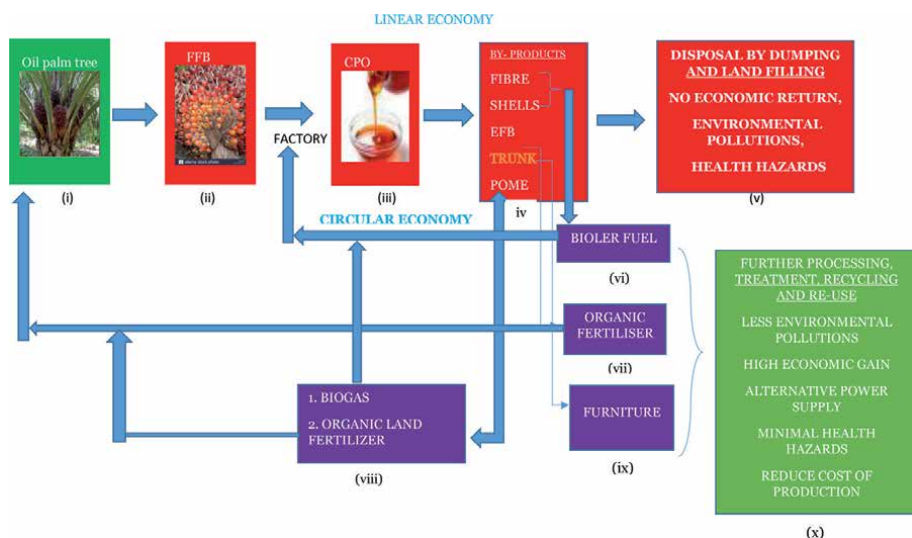 LINEAR ECONOMY
Oil palm tree
(i)
FFB
(ii)
FACTORY
CPO
(iii)
BY- PRODUCTS
FIBRE
SHELLS
EFB
TRUNK
POME
iv
DISPOSAL BY DUMPING
AND LAND FILLING
NO ECONOMIC RETURN,
ENVIRONMENTAL
POLLUTIONS,
HEALTH HAZARDS
(v)
CIRCULAR ECONOMY
BIOLER FUEL
(vi)
ORGANIC
FERTILISER
(vii)
1. BIOGAS
2. ORGANIC LAND
FERTILIZER
(viii)
FURNITURE
(ix)
FURTHER PROCESSING,
TREATMENT, RECYCLING
AND RE-USE
LESS ENVIRONMENTAL
POLLUTIONS
HIGH ECONOMIC GAIN
ALTERNATIVE POWER
SUPPLY
MINIMAL HEALTH
HAZARDS
REDUCE COST OF
PRODUCTION
(x)